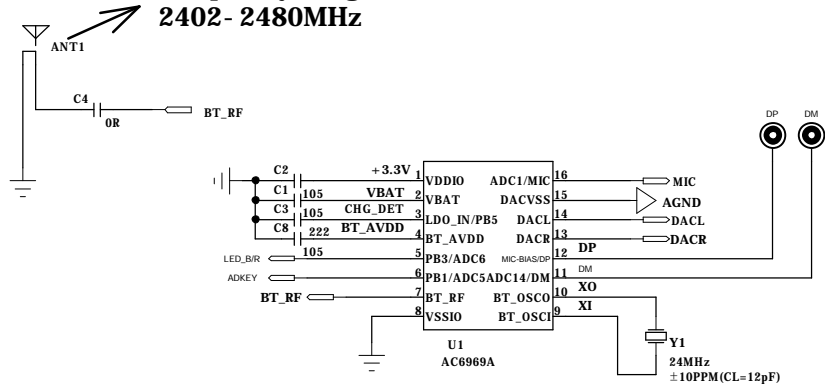 2402-2480MHz
ANT1
C4
0R
BT_RF
DP DM
C2 +3.3V 1 VDDIO ADC1/MIC 16 MIC
C1 105 VBAT 2 VBAT DACVSS 15 AGND
C3 105 CHG_DET 3 LDO_IN/PB5 DACL 14 DACL
C8 222 BT_AVDD 4 BT_AVDD DACR 13 DACR
DP
LED_B/R 105 5 PB3/ADC6 MIC-BIAS/DP 12
DM
ADKEY 6 PB1/ADC5 ADC14/DM 11
XO
BT_RF 7 BT_RF BT_OSCO 10
XI
8 VSSIO BT_OSCI 9
U1
AC6969A
Y1
24MHz
±10PPM(CL=12pF)